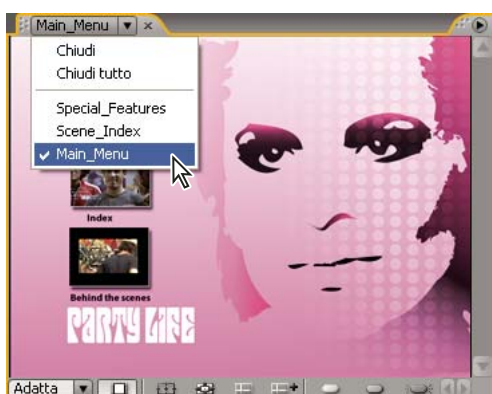 Main_Menu
Chiudi
Chiudi tutto
Special_Features
Scene_Index
Main_Menu
Index
Behind the scenes
PARTY LIFE
Adatta